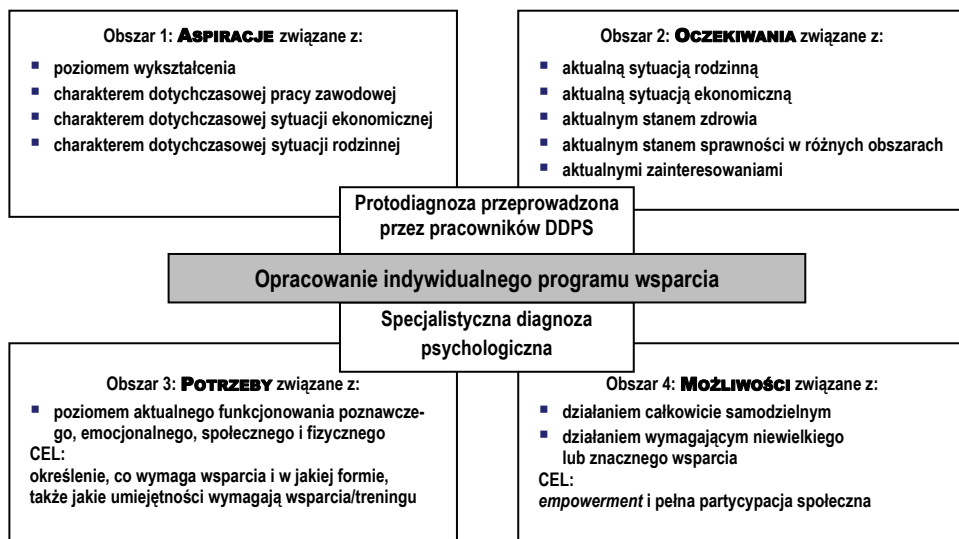 Obszar 1: ASPIRACJE związane z:
▪ poziomem wykształcenia
▪ charakterem dotychczasowej pracy zawodowej
▪ charakterem dotychczasowej sytuacji ekonomicznej
▪ charakterem dotychczasowej sytuacji rodzinnej
Obszar 2: OCZEKIWANIA związane z:
▪ aktualną sytuacją rodzinną
▪ aktualną sytuacją ekonomiczną
▪ aktualnym stanem zdrowia
▪ aktualnym stanem sprawności w różnych obszarach
▪ aktualnymi zainteresowaniami
Protodiagnoza przeprowadzona
przez pracowników DDPS
Opracowanie indywidualnego programu wsparcia
Specjalistyczna diagnoza
psychologiczna
Obszar 3: POTRZEBY związane z:
▪ poziomem aktualnego funkcjonowania poznawcze-
go, emocjonalnego, społecznego i fizycznego
CEL:
określenie, co wymaga wsparcia i w jakiej formie,
także jakie umiejętności wymagają wsparcia/treningu
Obszar 4: MOŻLIWOŚCI związane z:
▪ działaniem całkowicie samodzielnym
▪ działaniem wymagającym niewielkiego
lub znacznego wsparcia
CEL:
empowerment i pełna partycypacja społeczna